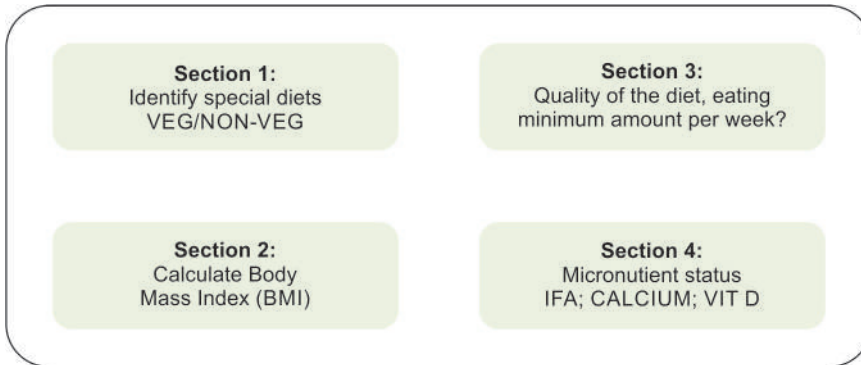 Section 1:
Identify special diets
VEG/NON-VEG
Section 2:
Calculate Body
Mass Index (BMI)
Section 3:
Quality of the diet, eating
minimum amount per week?
Section 4:
Micronutrient status
IFA; CALCIUM; VIT D